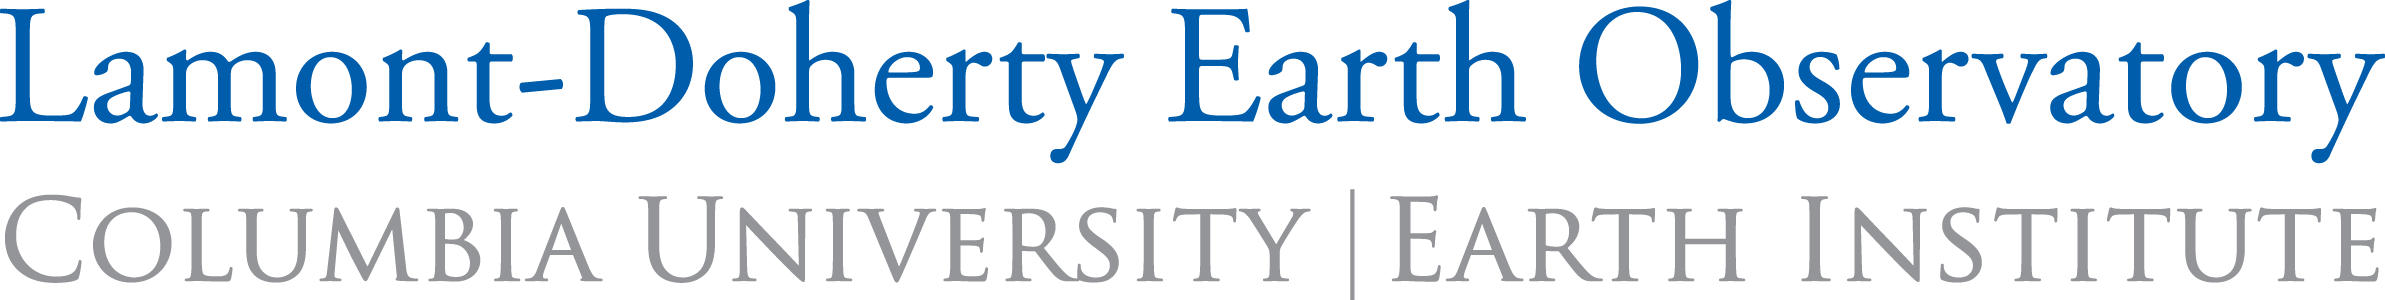 Lamont-Doherty Earth Observatory
COLUMBIA UNIVERSITY | EARTH INSTITUTE